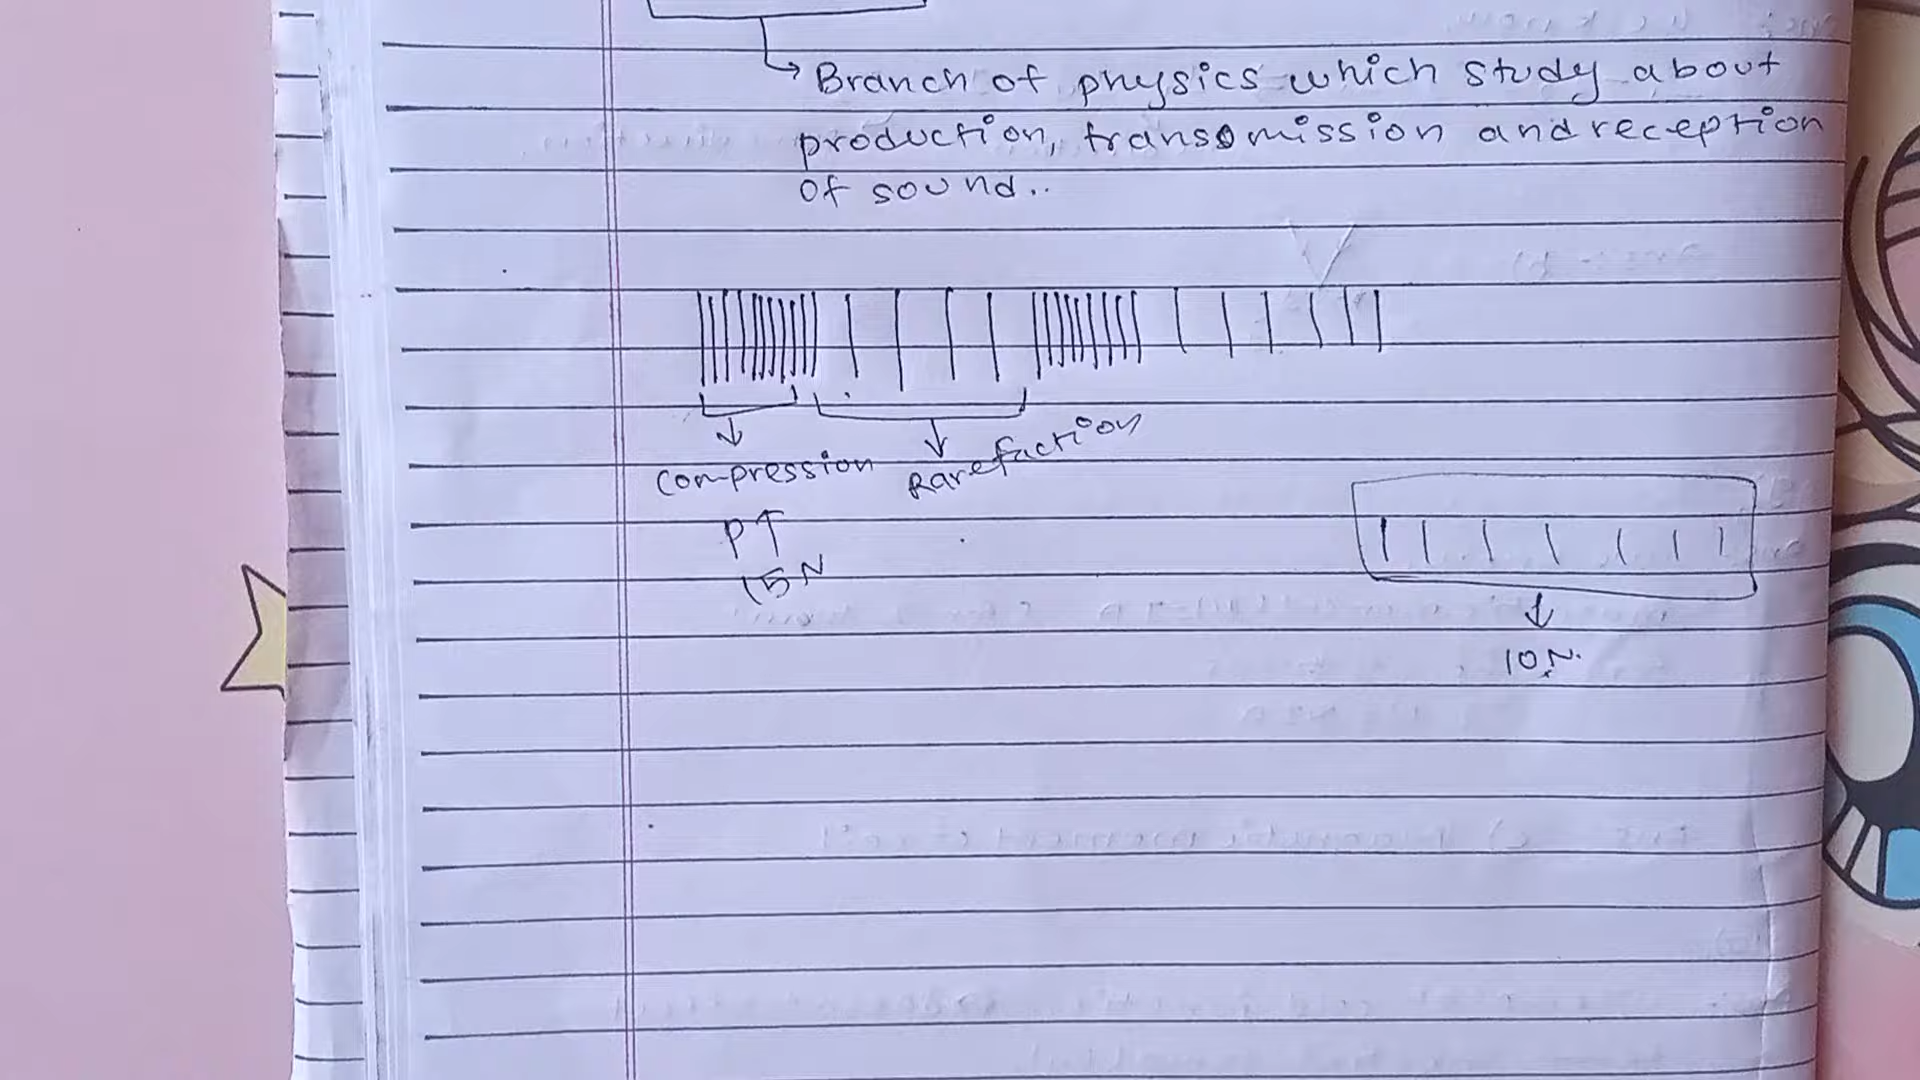 Branch of physics which study about
production, transmission and reception
of sound..
compression Rarefaction
P↑
15N
10N.